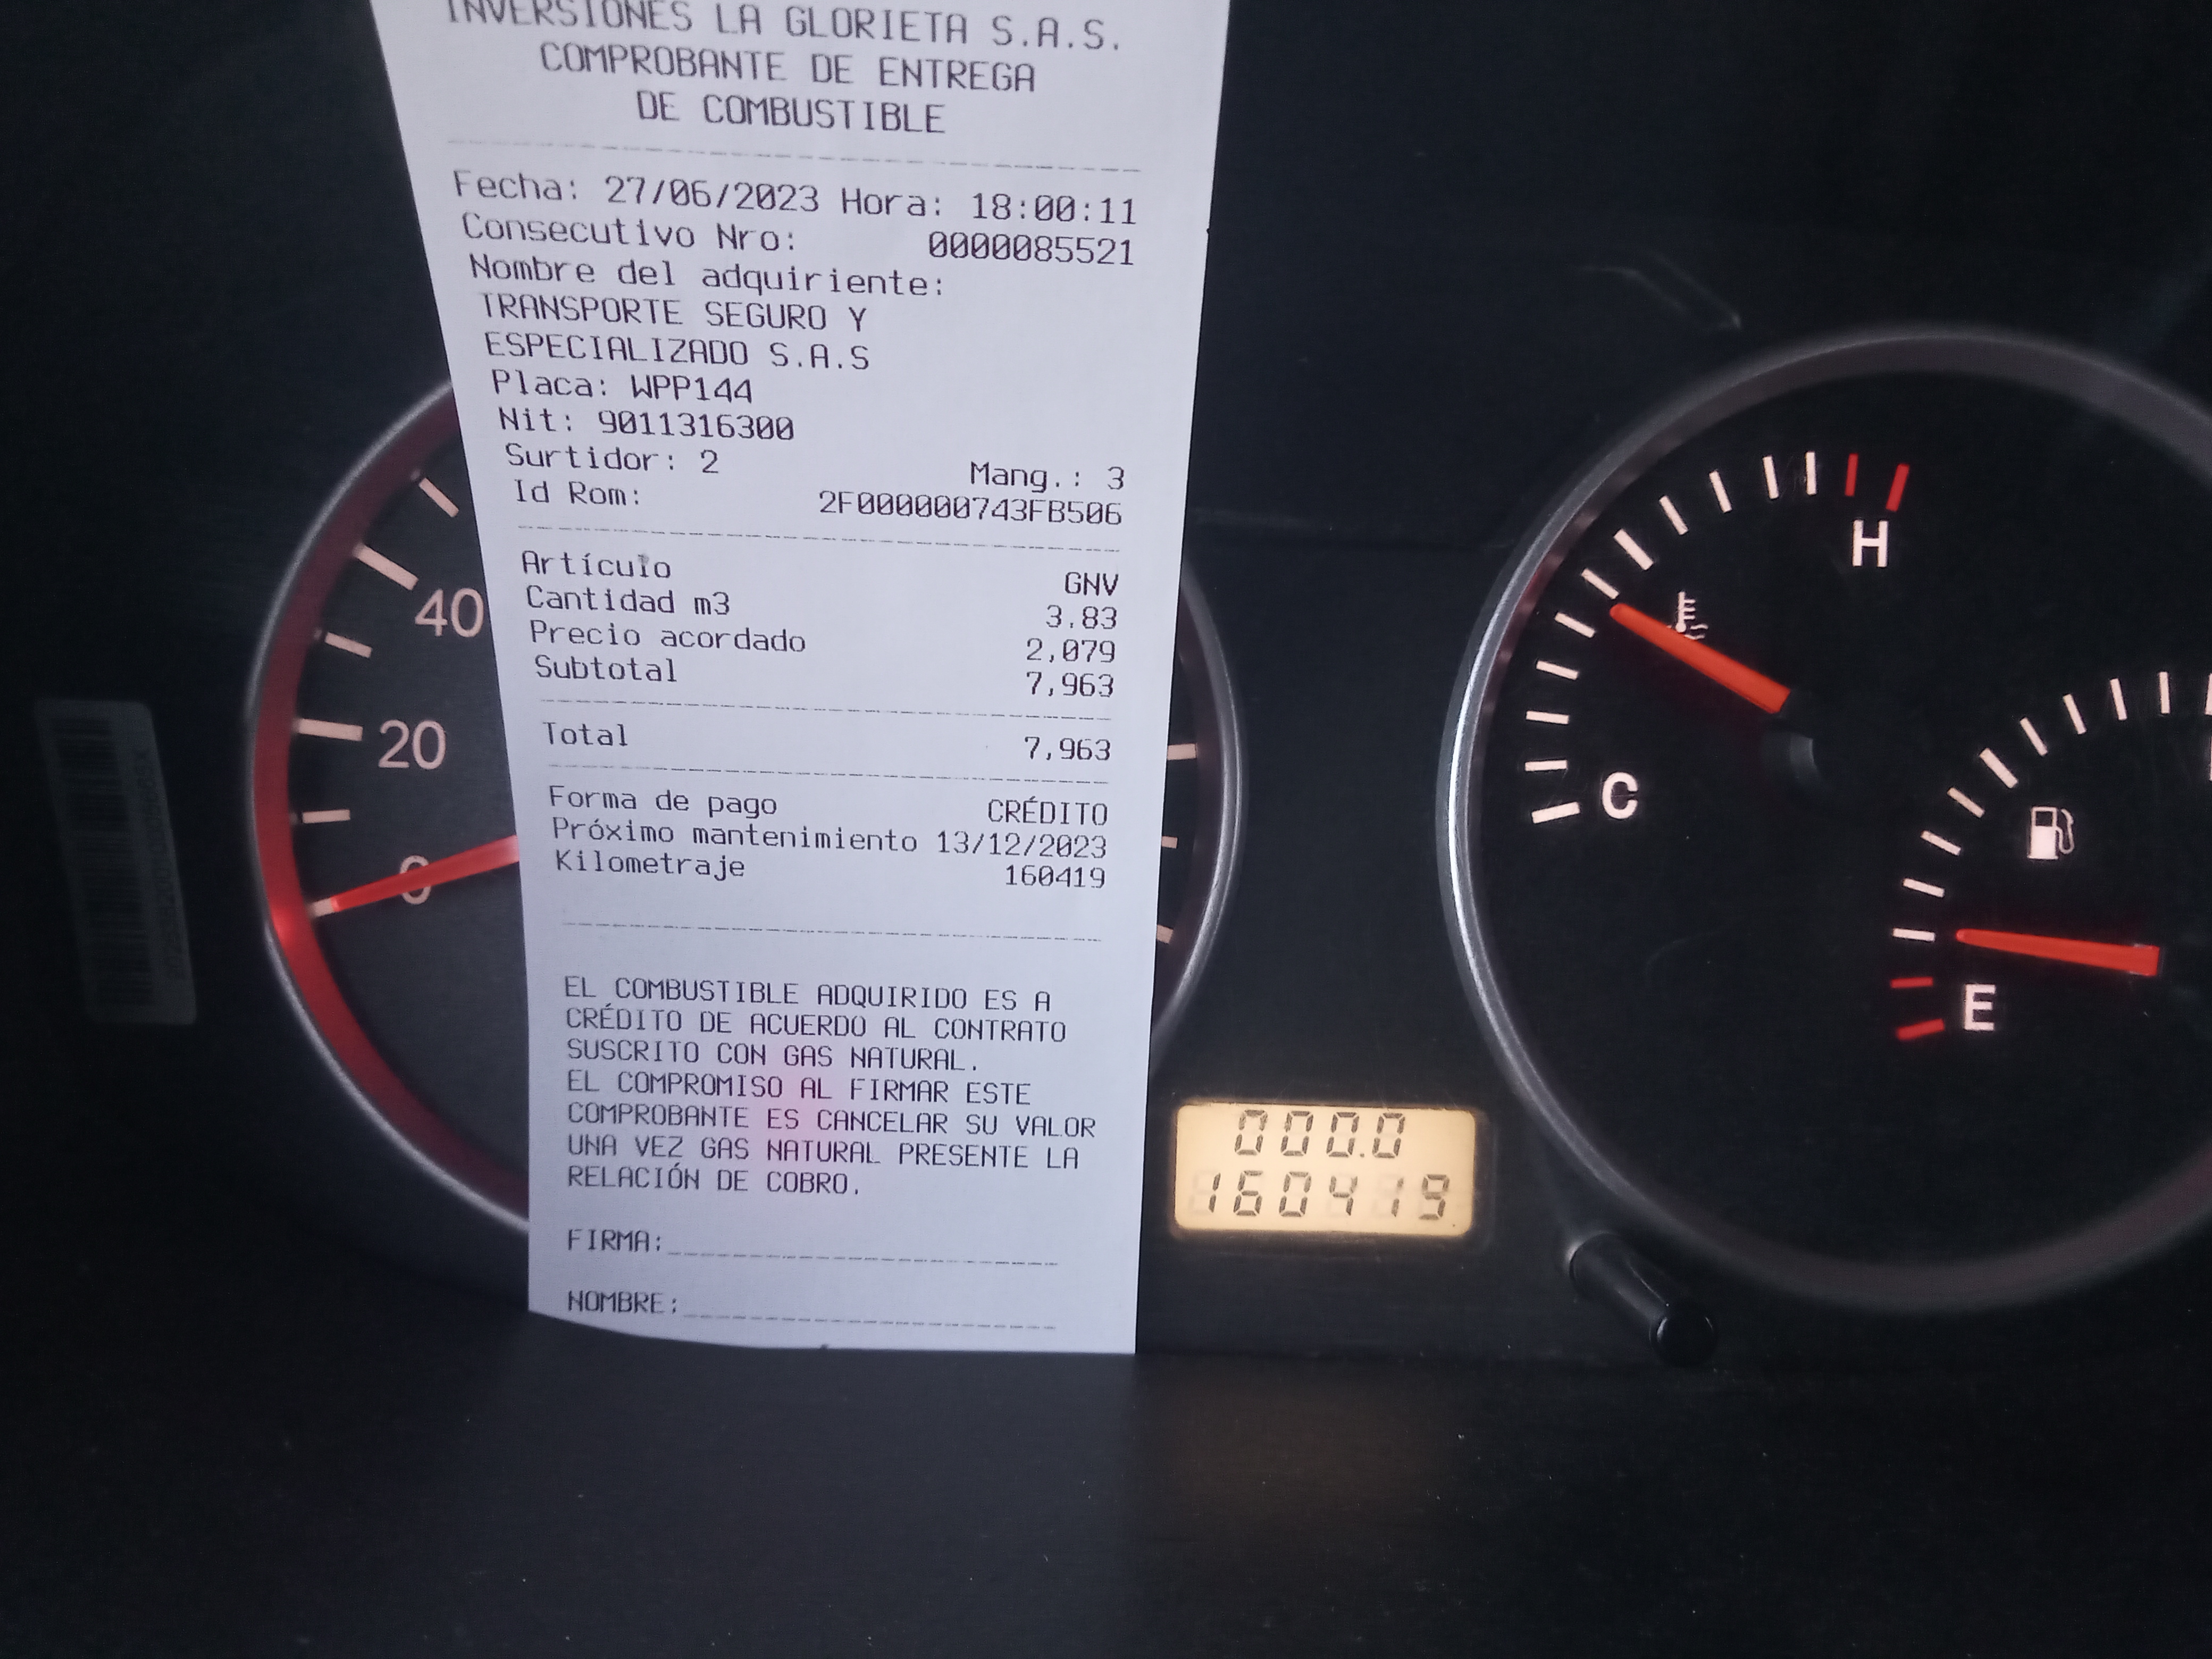 INVERSIONES LA GLORIETA S.A.S.
COMPROBANTE DE ENTREGA
DE COMBUSTIBLE
Fecha: 27/06/2023 Hora: 18:00:11
Consecutivo Nro: 0000085521
Nombre del adquiriente:
TRANSPORTE SEGURO Y
ESPECIALIZADO S.A.S
Placa: WPP144
Nit: 9011316300
Surtidor: 2 Mang.: 3
Id Rom: 2F000000743FB506
Artículo GNV
Cantidad m3 3.83
Precio acordado 2,079
Subtotal 7,963
Total 7,963
Forma de pago CRÉDITO
Próximo mantenimiento 13/12/2023
Kilometraje 160419
EL COMBUSTIBLE ADQUIRIDO ES A
CRÉDITO DE ACUERDO AL CONTRATO
SUSCRITO CON GAS NATURAL.
EL COMPROMISO AL FIRMAR ESTE
COMPROBANTE ES CANCELAR SU VALOR
UNA VEZ GAS NATURAL PRESENTE LA
RELACIÓN DE COBRO.
FIRMA:
NOMBRE:
40
20
0
H
C
E
000.0
160419